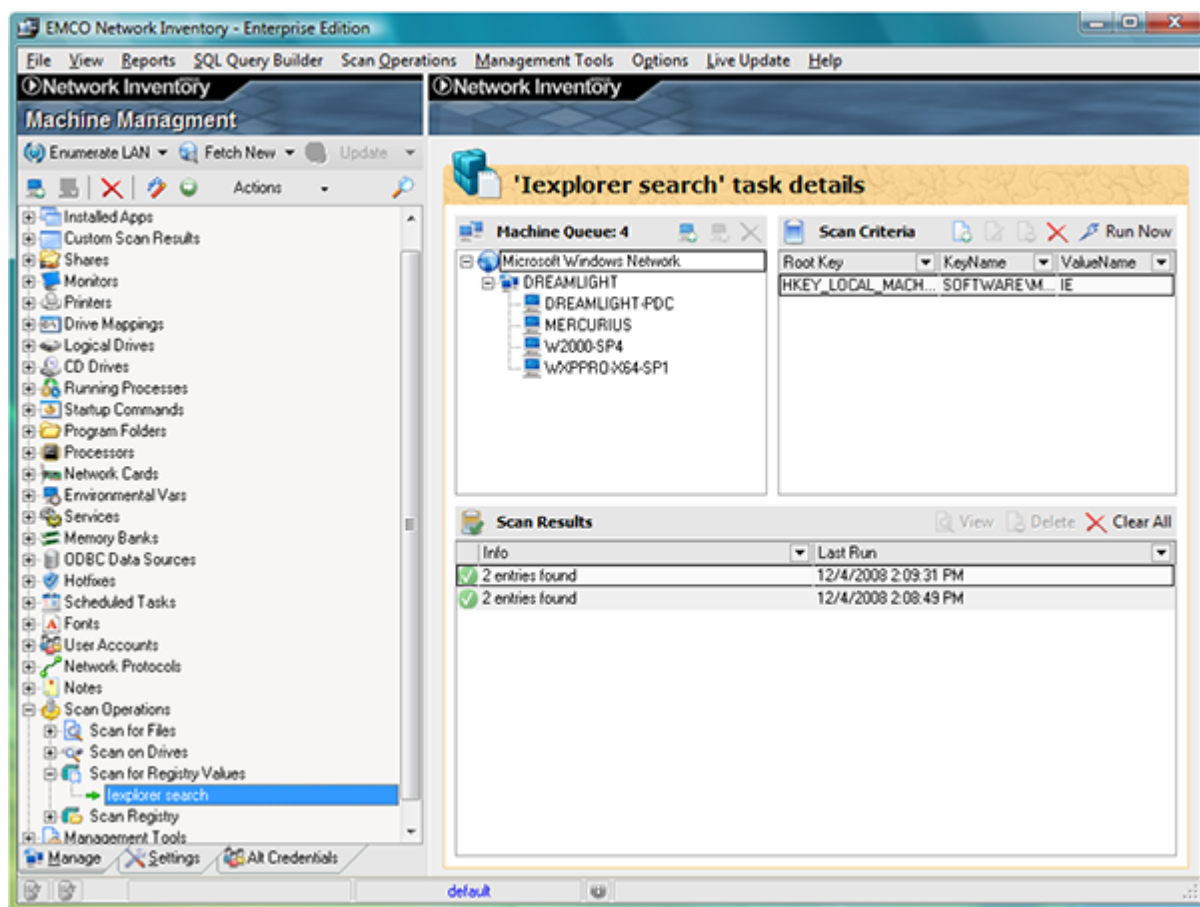 EMCO Network Inventory - Enterprise Edition
File View Reports SQL Query Builder Scan Operations Management Tools Options Live Update Help
Network Inventory
Machine Managment
Enumerate LAN Fetch New Update
Actions
Installed Apps
Custom Scan Results
Shares
Monitors
Printers
Drive Mappings
Logical Drives
CD Drives
Running Processes
Startup Commands
Program Folders
Processors
Network Cards
Environmental Vars
Services
Memory Banks
ODBC Data Sources
Hotfixes
Scheduled Tasks
Fonts
User Accounts
Network Protocols
Notes
Scan Operations
Scan for Files
Scan on Drives
Scan for Registry Values
Iexplorer search
Scan Registry
Management Tools
Manage Settings Alt Credentials
Network Inventory
'Iexplorer search' task details
Machine Queue: 4
Microsoft Windows Network
DREAMLIGHT
DREAMLIGHT-PDC
MERCURIUS
W2000-SP4
WXPPRO-X64-SP1
Scan Criteria Run Now
Root Key KeyName ValueName
HKEY_LOCAL_MACH... SOFTWARE\M... IE
Scan Results View Delete Clear All
Info Last Run
2 entries found 12/4/2008 2:09:31 PM
2 entries found 12/4/2008 2:08:49 PM
default